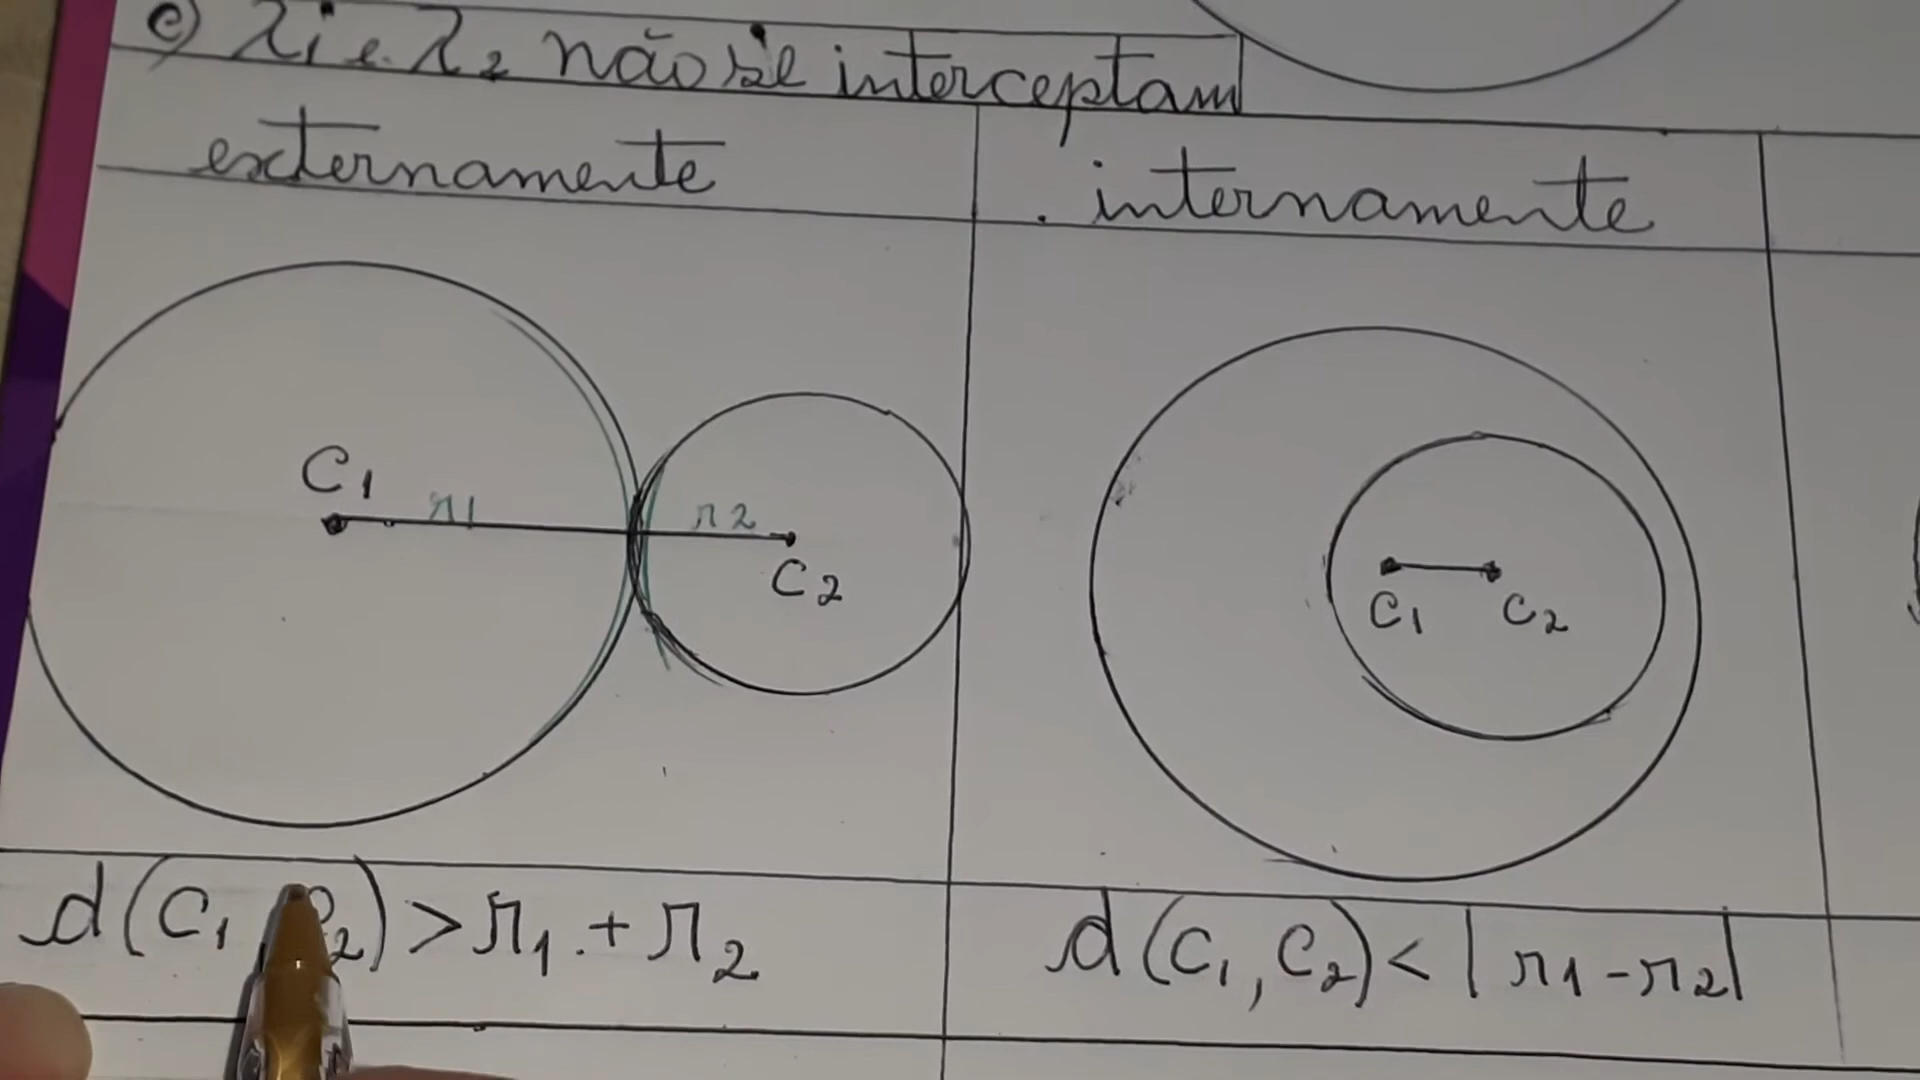 c) λ1 e λ2 não se interceptam
externamente
internamente
C1
r1
r2
C2
C1
C2
d(C1, C2) > r1 + r2
d(C1, C2) < |r1 - r2|